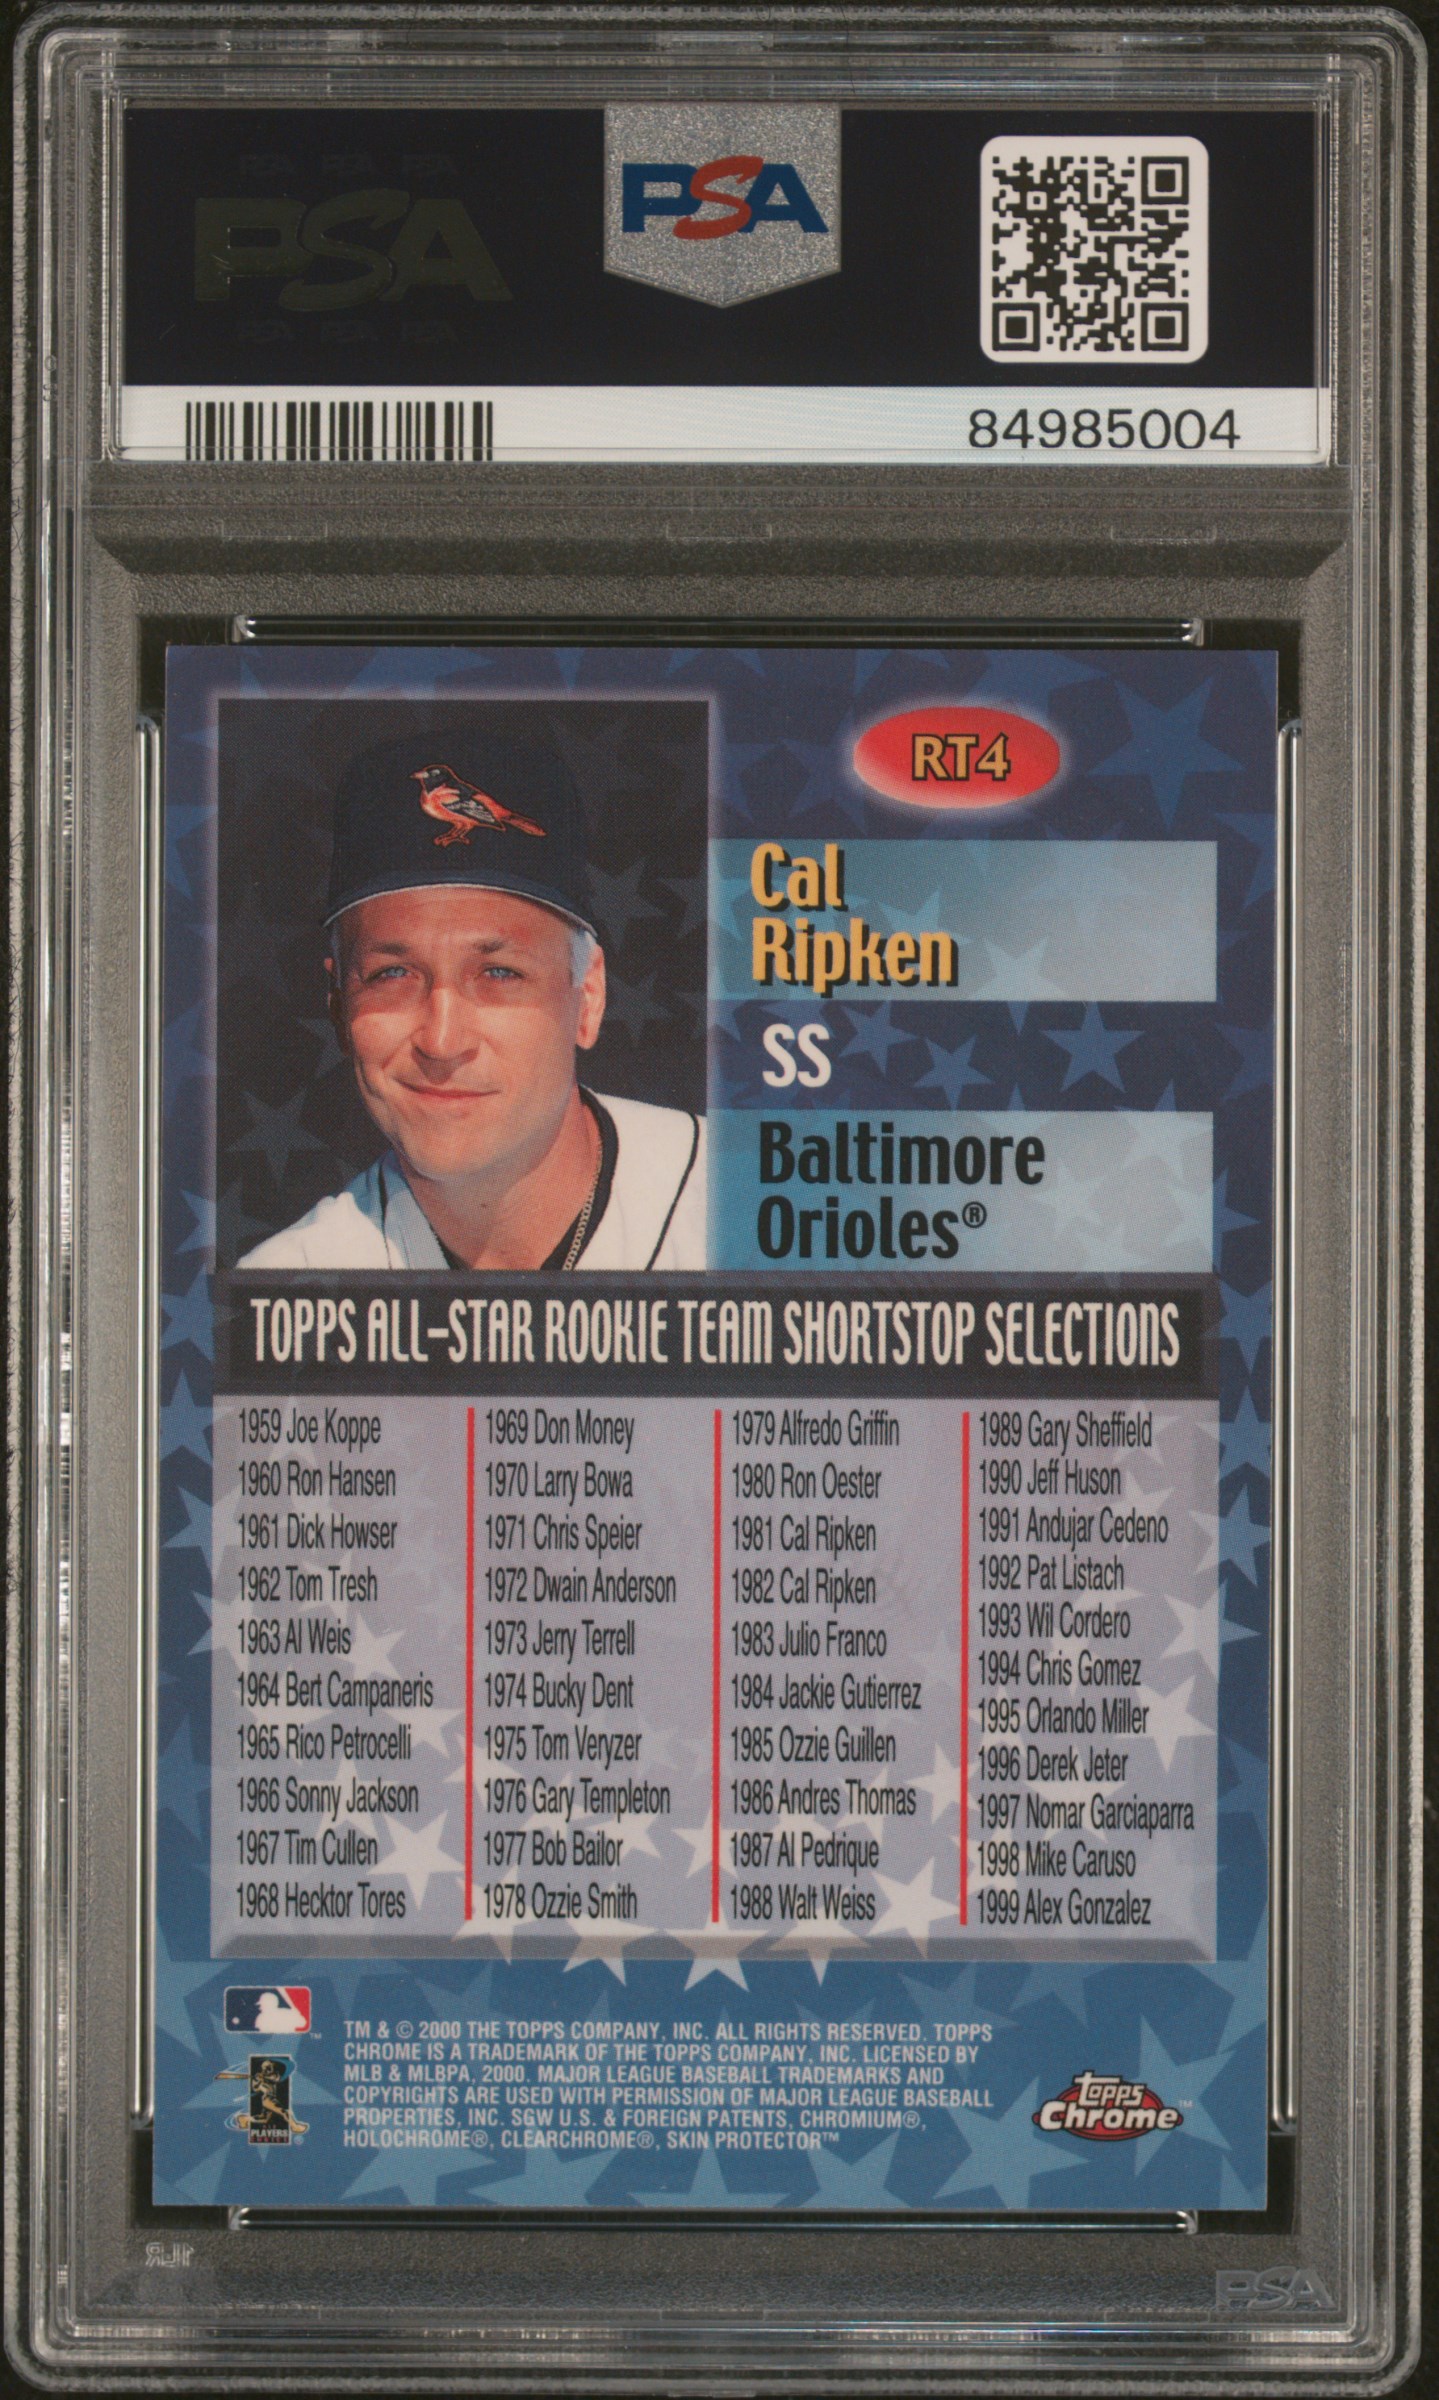 PSA
PSA
84985004
RT4
Cal
Ripken
SS
Baltimore
Orioles®
TOPPS ALL-STAR ROOKIE TEAM SHORTSTOP SELECTIONS
1959 Joe Koppe
1960 Ron Hansen
1961 Dick Howser
1962 Tom Tresh
1963 Al Weis
1964 Bert Campaneris
1965 Rico Petrocelli
1966 Sonny Jackson
1967 Tim Cullen
1968 Hecktor Tores
1969 Don Money
1970 Larry Bowa
1971 Chris Speier
1972 Dwain Anderson
1973 Jerry Terrell
1974 Bucky Dent
1975 Tom Veryzer
1976 Gary Templeton
1977 Bob Bailor
1978 Ozzie Smith
1979 Alfredo Griffin
1980 Ron Oester
1981 Cal Ripken
1982 Cal Ripken
1983 Julio Franco
1984 Jackie Gutierrez
1985 Ozzie Guillen
1986 Andres Thomas
1987 Al Pedrique
1988 Walt Weiss
1989 Gary Sheffield
1990 Jeff Huson
1991 Andujar Cedeno
1992 Pat Listach
1993 Wil Cordero
1994 Chris Gomez
1995 Orlando Miller
1996 Derek Jeter
1997 Nomar Garciaparra
1998 Mike Caruso
1999 Alex Gonzalez
TM & © 2000 THE TOPPS COMPANY, INC. ALL RIGHTS RESERVED. TOPPS
CHROME IS A TRADEMARK OF THE TOPPS COMPANY, INC. LICENSED BY
MLB & MLBPA, 2000. MAJOR LEAGUE BASEBALL TRADEMARKS AND
COPYRIGHTS ARE USED WITH PERMISSION OF MAJOR LEAGUE BASEBALL
PROPERTIES, INC. SGW U.S. & FOREIGN PATENTS, CHROMIUM®,
HOLOCHROME®, CLEARCHROME®, SKIN PROTECTOR™
PLAYERS
Topps
Chrome™
PSA